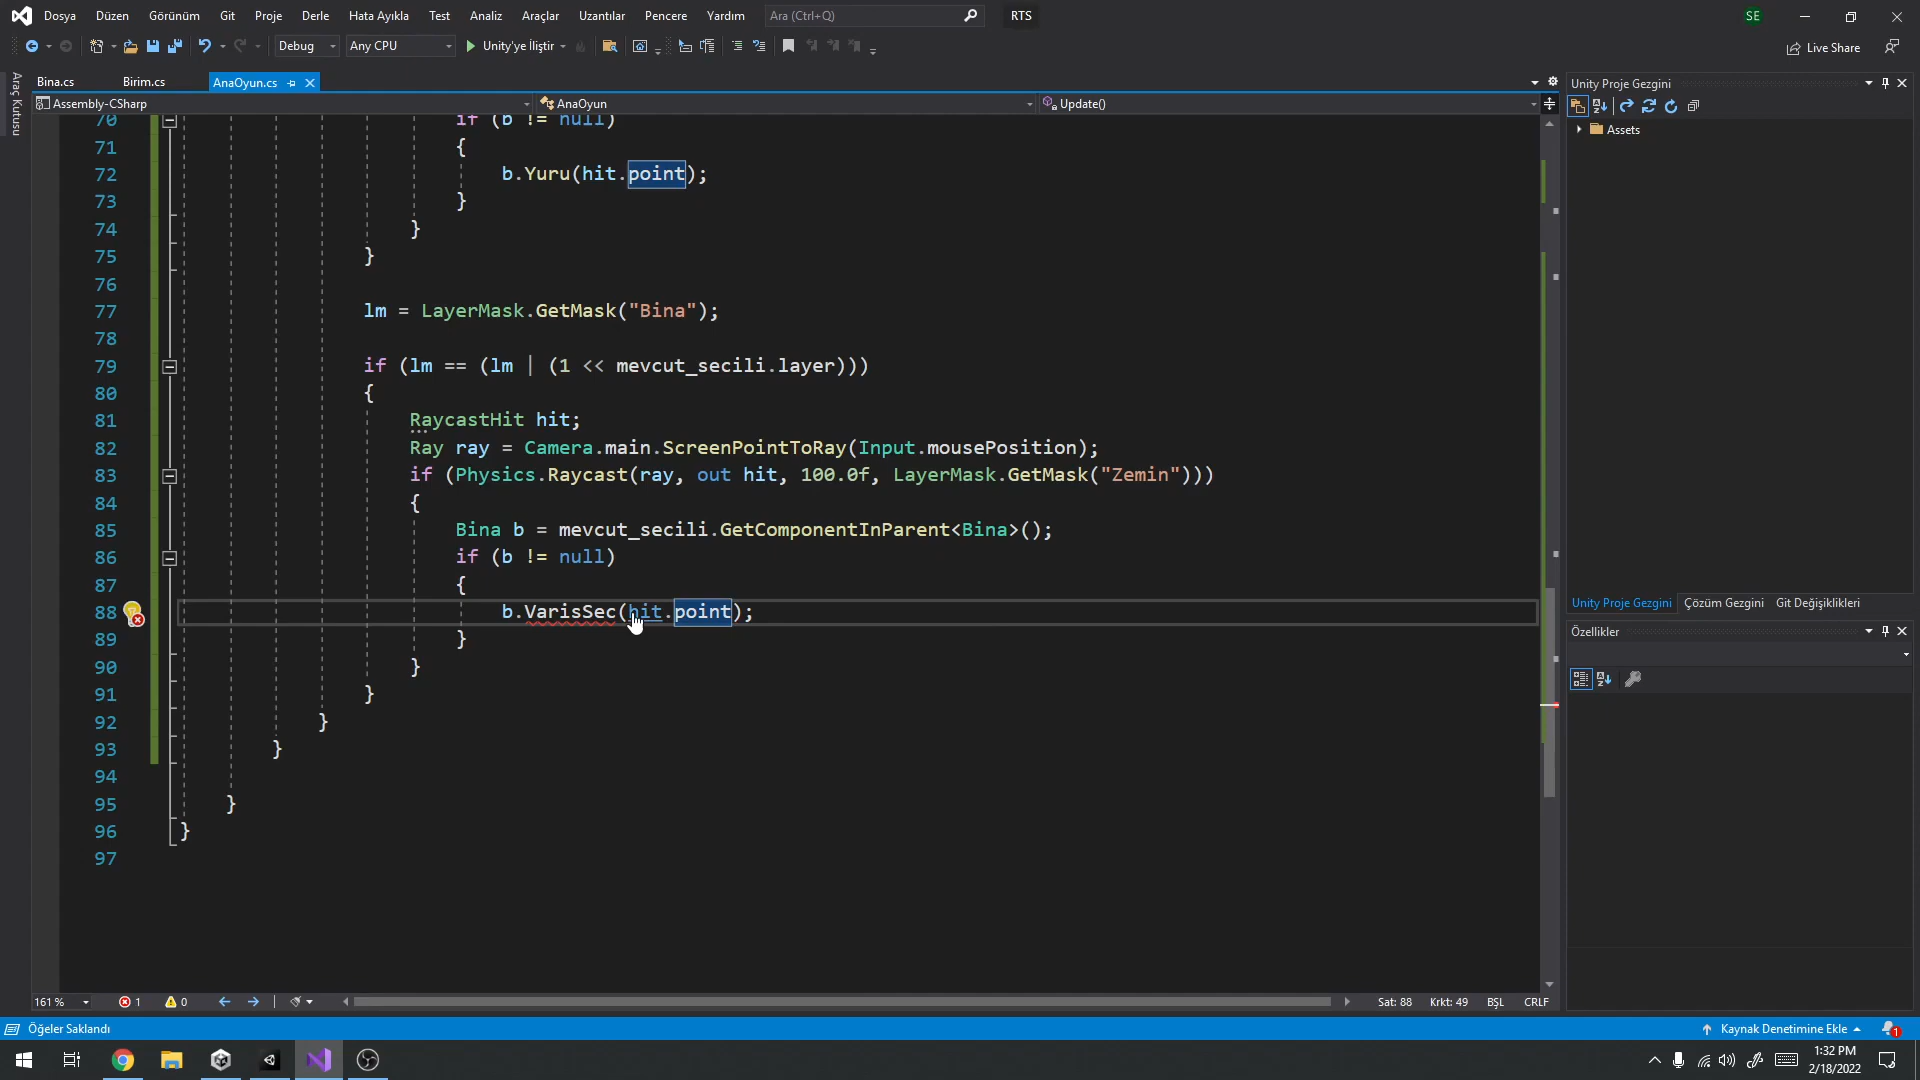 Dosya Düzen Görünüm Git Proje Derle Hata Ayıkla Test Analiz Araçlar Uzantılar Pencere Yardım Ara (Ctrl+Q) RTS SE
Debug Any CPU Unity'ye İliştir Live Share
Araç Kutusu
Bina.cs Birim.cs AnaOyun.cs
Assembly-CSharp AnaOyun Update()
70 if (b != null)
71 {
72 b.Yuru(hit.point);
73 }
74 }
75 }
76
77 lm = LayerMask.GetMask("Bina");
78
79 if (lm == (lm | (1 << mevcut_secili.layer)))
80 {
81 RaycastHit hit;
82 Ray ray = Camera.main.ScreenPointToRay(Input.mousePosition);
83 if (Physics.Raycast(ray, out hit, 100.0f, LayerMask.GetMask("Zemin")))
84 {
85 Bina b = mevcut_secili.GetComponentInParent<Bina>();
86 if (b != null)
87 {
88 b.VarisSec(hit.point);
89 }
90 }
91 }
92 }
93 }
94
95 }
96 }
97
161 % 1 0 Sat: 88 Krkt: 49 BŞL CRLF
Unity Proje Gezgini
Assets
Unity Proje Gezgini Çözüm Gezgini Git Değişiklikleri
Özellikler
Öğeler Saklandı Kaynak Denetimine Ekle 1
1:32 PM
2/18/2022